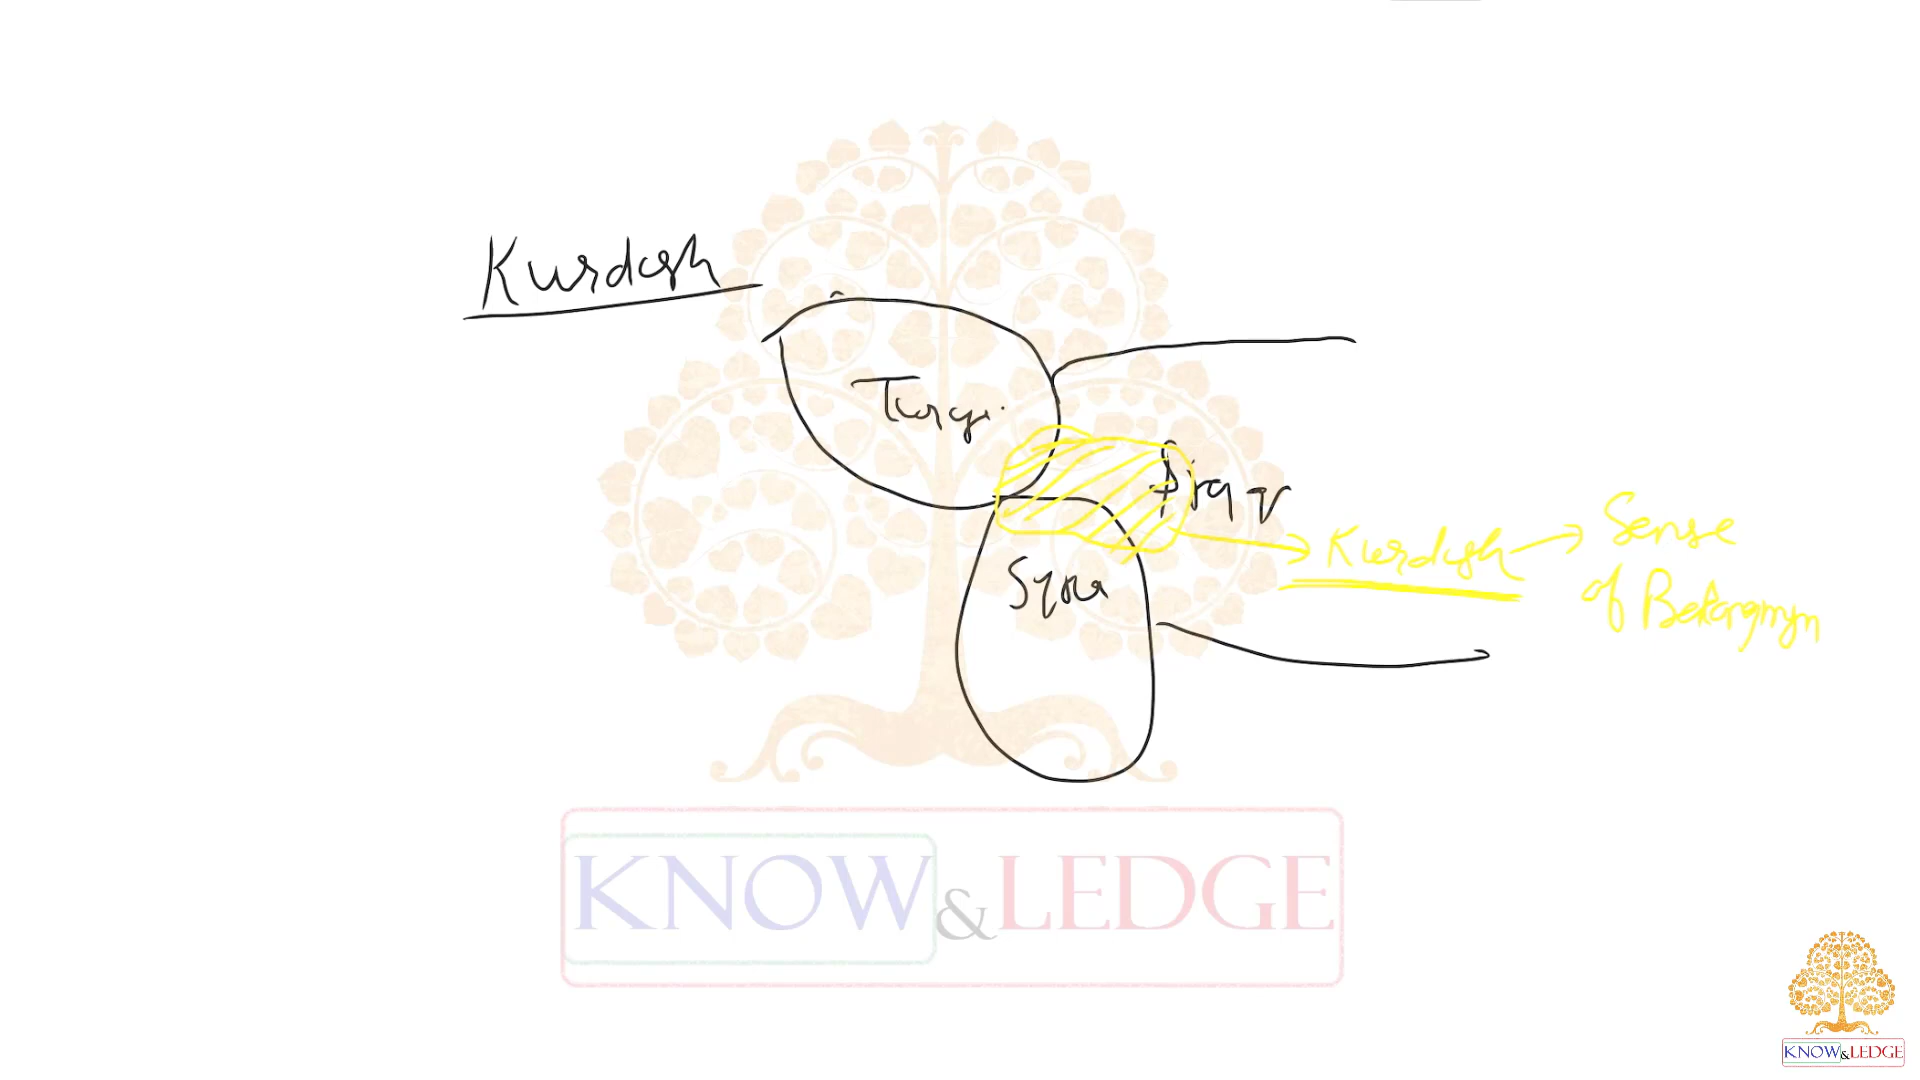 Kurdish
Turkey
Iraq
Syria
Kurdish → Sense
of Belonging
KNOW&LEDGE
KNOW&LEDGE